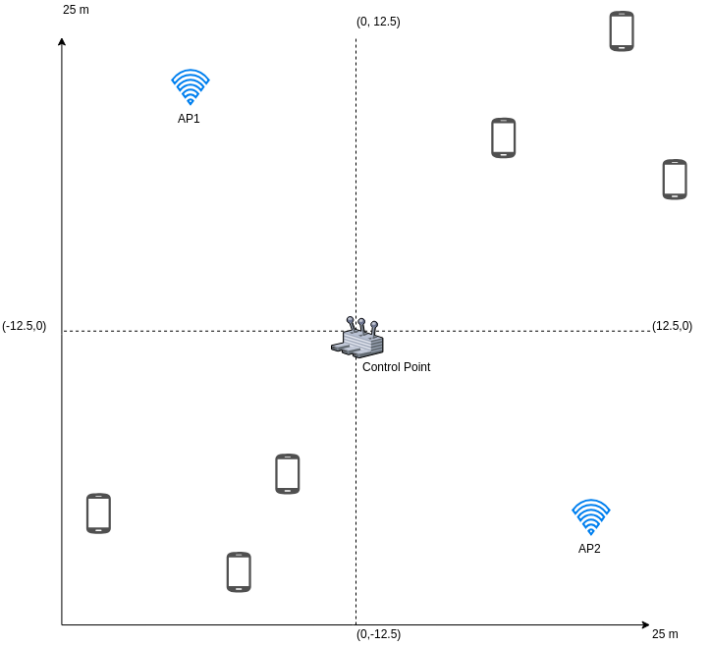 25 m
(0, 12.5)
AP1
(-12.5,0)
(12.5,0)
Control Point
AP2
(0,-12.5)
25 m